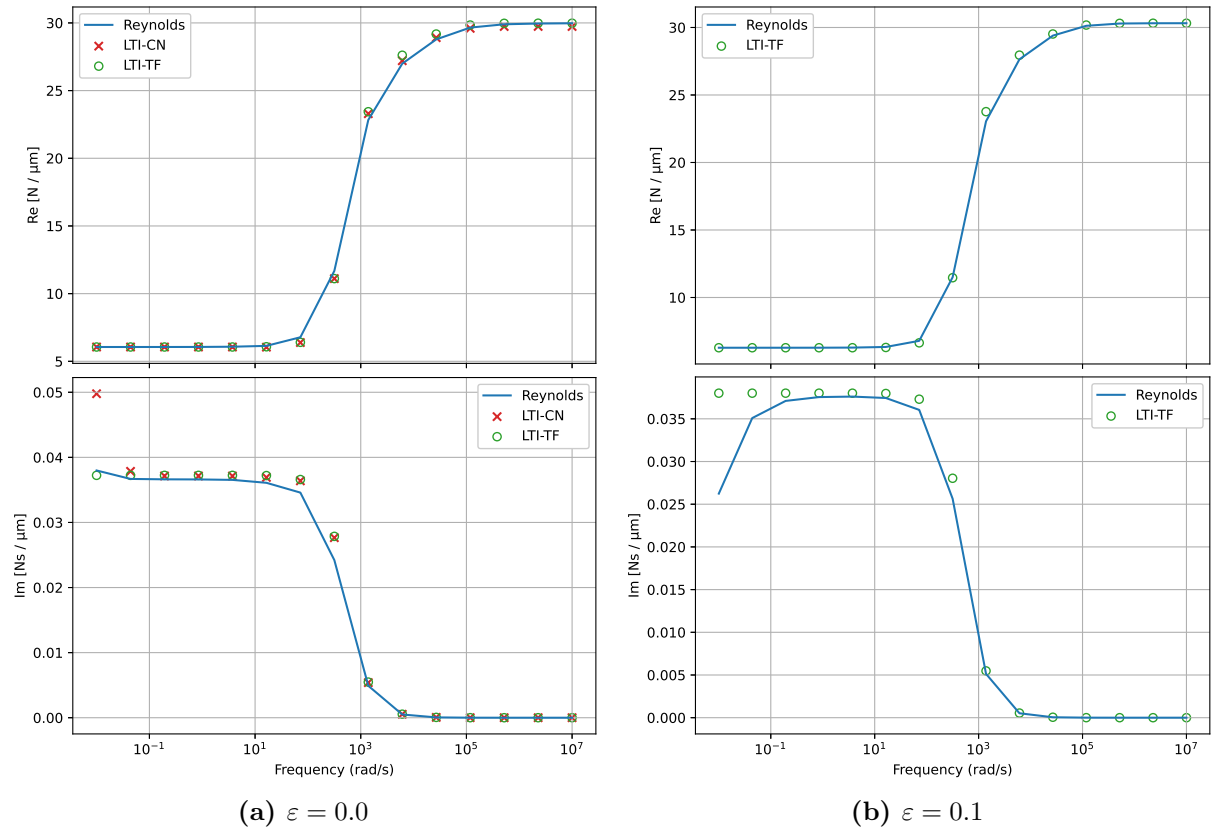 30
25
20
15
10
5
Re [N / µm]
Reynolds
LTI-CN
LTI-TF
0.05
0.04
0.03
0.02
0.01
0.00
Im [Ns / µm]
Reynolds
LTI-CN
LTI-TF
10⁻¹ 10¹ 10³ 10⁵ 10⁷
Frequency (rad/s)
(a) ε = 0.0
30
25
20
15
10
Re [N / µm]
Reynolds
LTI-TF
0.035
0.030
0.025
0.020
0.015
0.010
0.005
0.000
Im [Ns / µm]
Reynolds
LTI-TF
10⁻¹ 10¹ 10³ 10⁵ 10⁷
Frequency (rad/s)
(b) ε = 0.1